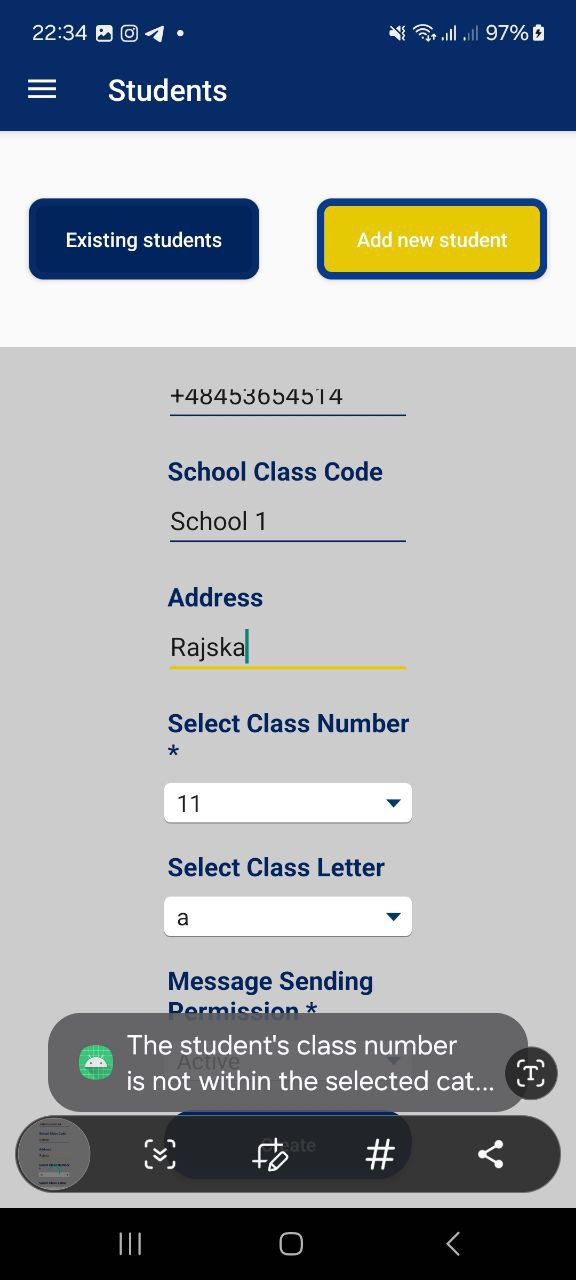 22:34 97%
Students
Existing students
Add new student
+48453654514
School Class Code
School 1
Address
Rajska
Select Class Number
*
11
Select Class Letter
a
Message Sending
Permission *
Active
The student's class number
is not within the selected cat...
Create